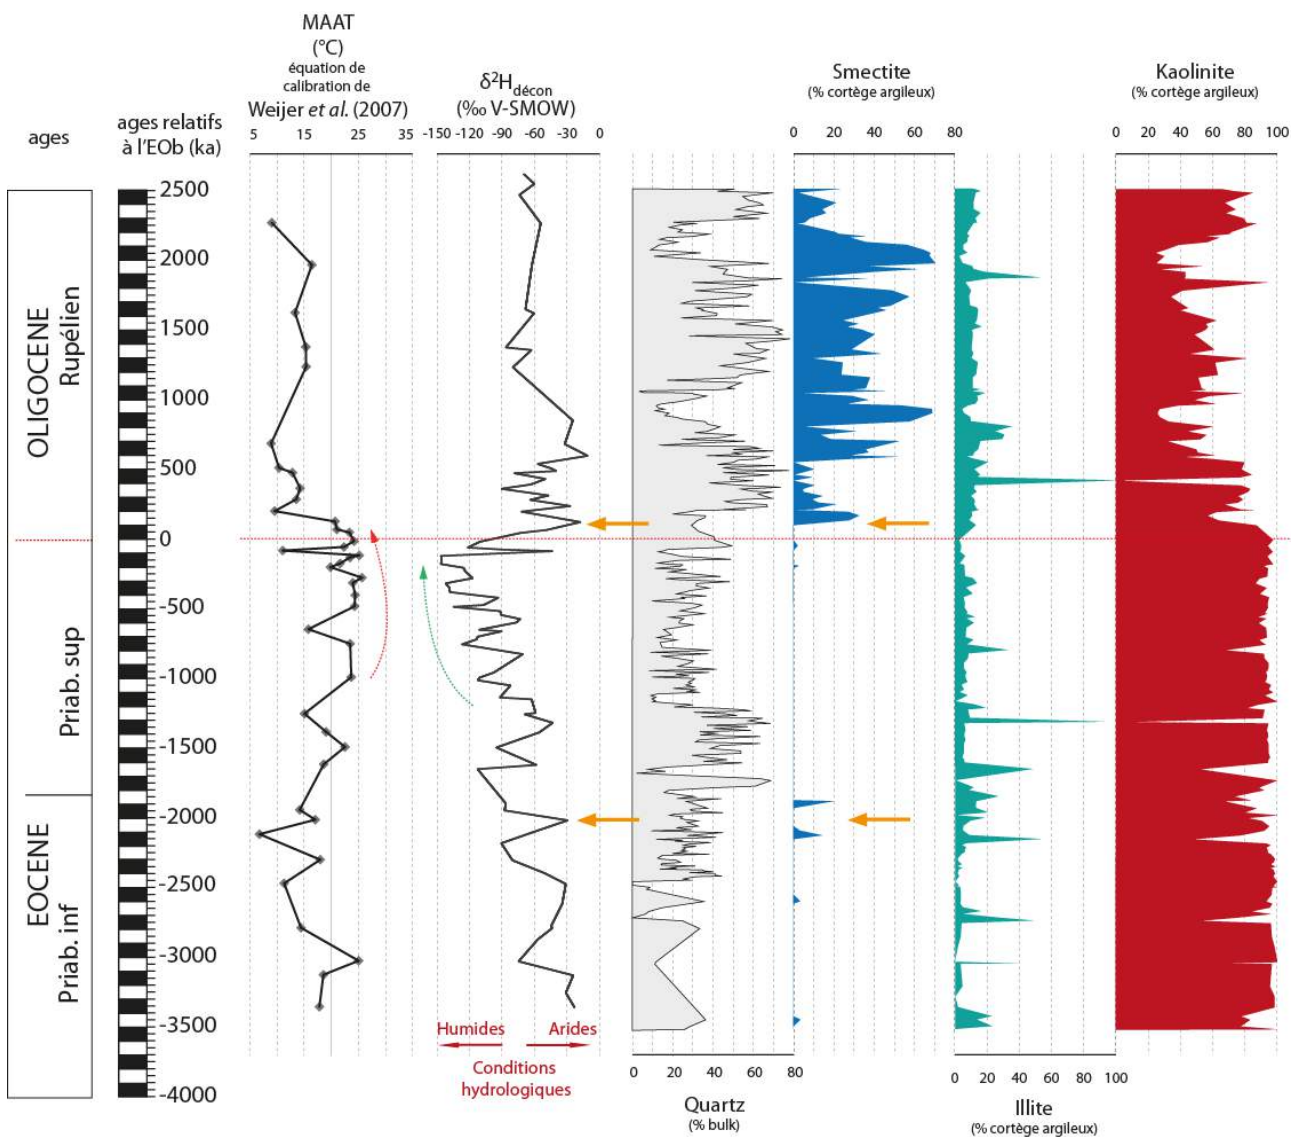 MAAT
(°C)
équation de
calibration de
Weijer et al. (2007)
δ²H décon
(‰ V-SMOW)
Smectite
(% cortège argileux)
Kaolinite
(% cortège argileux)
ages
ages relatifs
à l'EOb (ka)
5 15 25 35
-150 -120 -90 -60 -30 0
0 20 40 60 80
0 20 40 60 80 100
OLIGOCENE
Rupélien
EOCENE
Priab. sup
Priab. inf
2500
2000
1500
1000
500
0
-500
-1000
-1500
-2000
-2500
-3000
-3500
-4000
Humides Arides
Conditions
hydrologiques
0 20 40 60 80
Quartz
(% bulk)
0 20 40 60 80 100
Illite
(% cortège argileux)